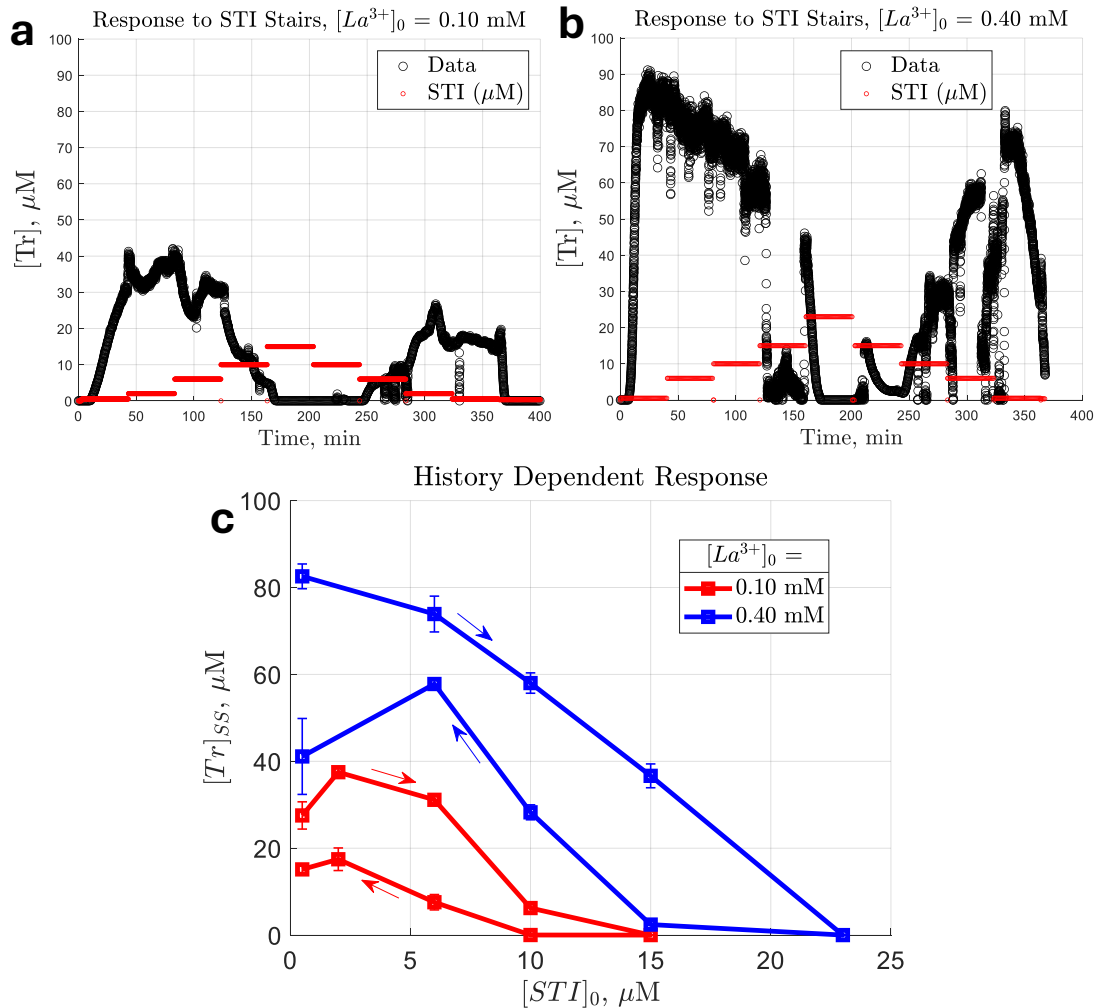 a
Response to STI Stairs, [La³⁺]₀ = 0.10 mM
100
90
80
70
60
50
40
30
20
10
0
[Tr], μM
Data
STI (μM)
0 50 100 150 200 250 300 350 400
Time, min
b
Response to STI Stairs, [La³⁺]₀ = 0.40 mM
100
90
80
70
60
50
40
30
20
10
0
[Tr], μM
Data
STI (μM)
0 50 100 150 200 250 300 350 400
Time, min
c
History Dependent Response
100
80
60
40
20
0
[Tr]SS, μM
[La³⁺]₀ =
0.10 mM
0.40 mM
0 5 10 15 20 25
[STI]₀, μM